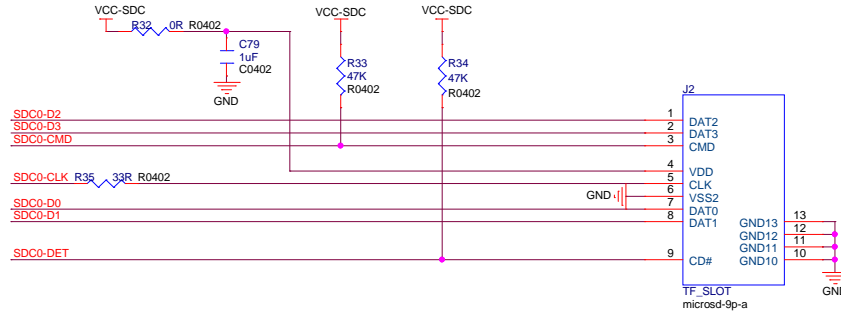 VCC-SDC VCC-SDC VCC-SDC
R32 0R R0402
C79
1uF
C0402
GND
R33
47K
R0402
R34
47K
R0402
J2
SDC0-D2 1 DAT2
SDC0-D3 2 DAT3
SDC0-CMD 3 CMD
4 VDD
SDC0-CLK R35 33R R0402 5 CLK
GND 6 VSS2
SDC0-D0 7 DAT0
SDC0-D1 8 DAT1
GND13 13
GND12 12
GND11 11
SDC0-DET 9 CD# GND10 10
GND
TF_SLOT
microsd-9p-a